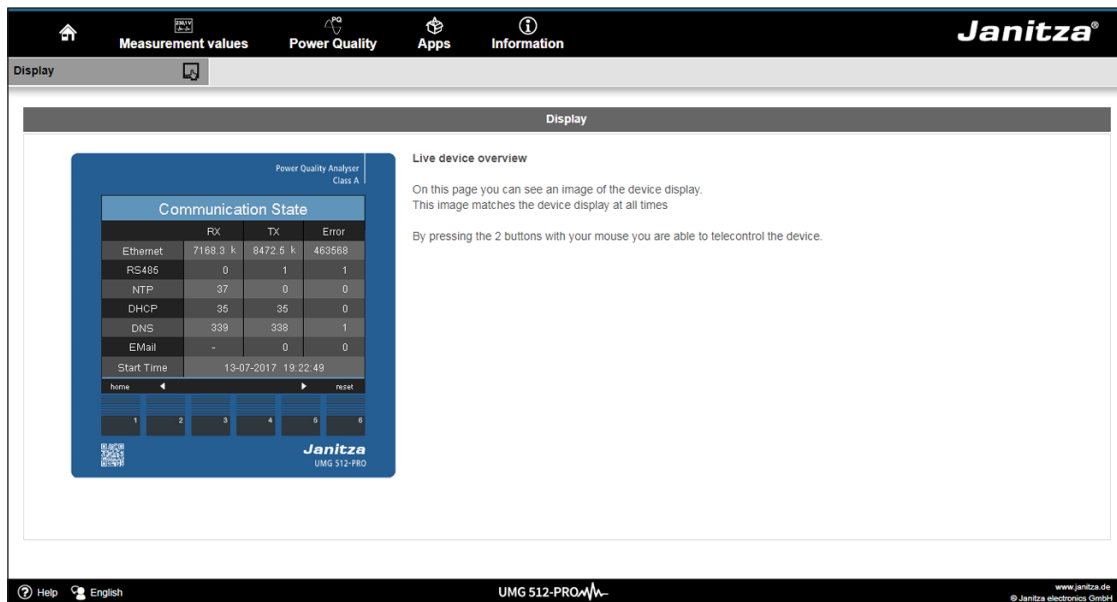 Measurement values Power Quality Apps Information Janitza®
Display
Display
Live device overview
On this page you can see an image of the device display.
This image matches the device display at all times
By pressing the 2 buttons with your mouse you are able to telecontrol the device.
Power Quality Analyser
Class A
Communication State
RX TX Error
Ethernet 7168.3 k 8472.5 k 463568
RS485 0 1 1
NTP 37 0 0
DHCP 35 35 0
DNS 339 338 1
EMail - 0 0
Start Time 13-07-2017 19:22:49
home reset
1 2 3 4 5 6
Janitza
UMG 512-PRO
Help English UMG 512-PRO www.janitza.de
© Janitza electronics GmbH